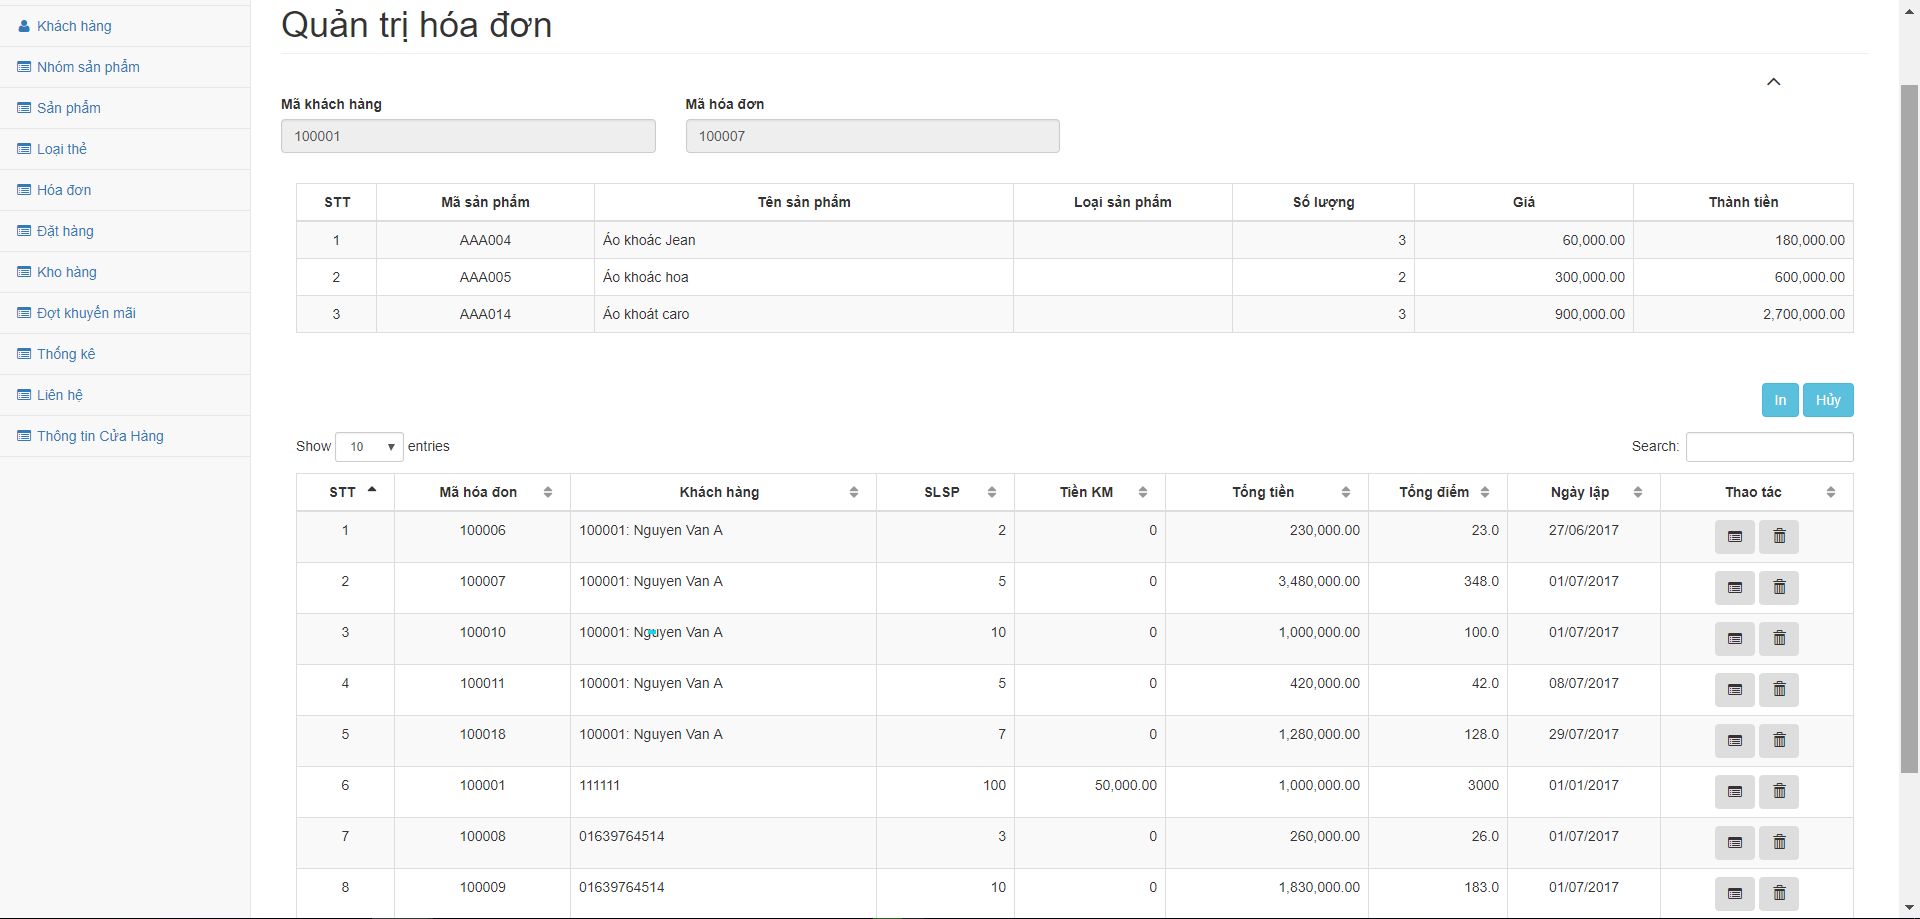 Khách hàng
Nhóm sản phẩm
Sản phẩm
Loại thẻ
Hóa đơn
Đặt hàng
Kho hàng
Đợt khuyến mãi
Thống kê
Liên hệ
Thông tin Cửa Hàng
Quản trị hóa đơn
Mã khách hàng Mã hóa đơn
100001 100007
STT Mã sản phẩm Tên sản phẩm Loại sản phẩm Số lượng Giá Thành tiền
1 AAA004 Áo khoác Jean 3 60,000.00 180,000.00
2 AAA005 Áo khoác hoa 2 300,000.00 600,000.00
3 AAA014 Áo khoát caro 3 900,000.00 2,700,000.00
In Hủy
Show 10 entries Search:
STT Mã hóa đon Khách hàng SLSP Tiền KM Tổng tiền Tổng điểm Ngày lập Thao tác
1 100006 100001: Nguyen Van A 2 0 230,000.00 23.0 27/06/2017
2 100007 100001: Nguyen Van A 5 0 3,480,000.00 348.0 01/07/2017
3 100010 100001: Nguyen Van A 10 0 1,000,000.00 100.0 01/07/2017
4 100011 100001: Nguyen Van A 5 0 420,000.00 42.0 08/07/2017
5 100018 100001: Nguyen Van A 7 0 1,280,000.00 128.0 29/07/2017
6 100001 111111 100 50,000.00 1,000,000.00 3000 01/01/2017
7 100008 01639764514 3 0 260,000.00 26.0 01/07/2017
8 100009 01639764514 10 0 1,830,000.00 183.0 01/07/2017